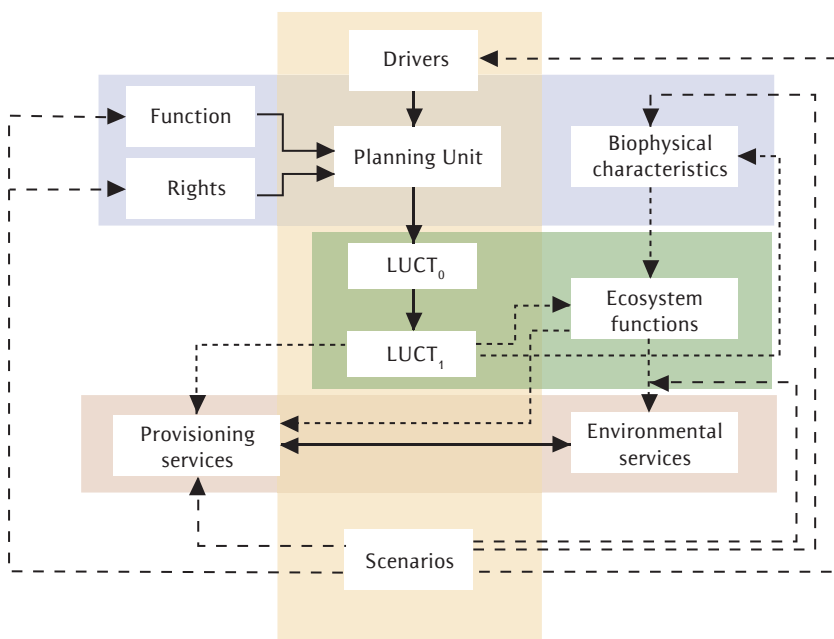 Drivers
Function
Planning Unit
Biophysical
characteristics
Rights
LUCT₀
Ecosystem
functions
LUCT₁
Provisioning
services
Environmental
services
Scenarios